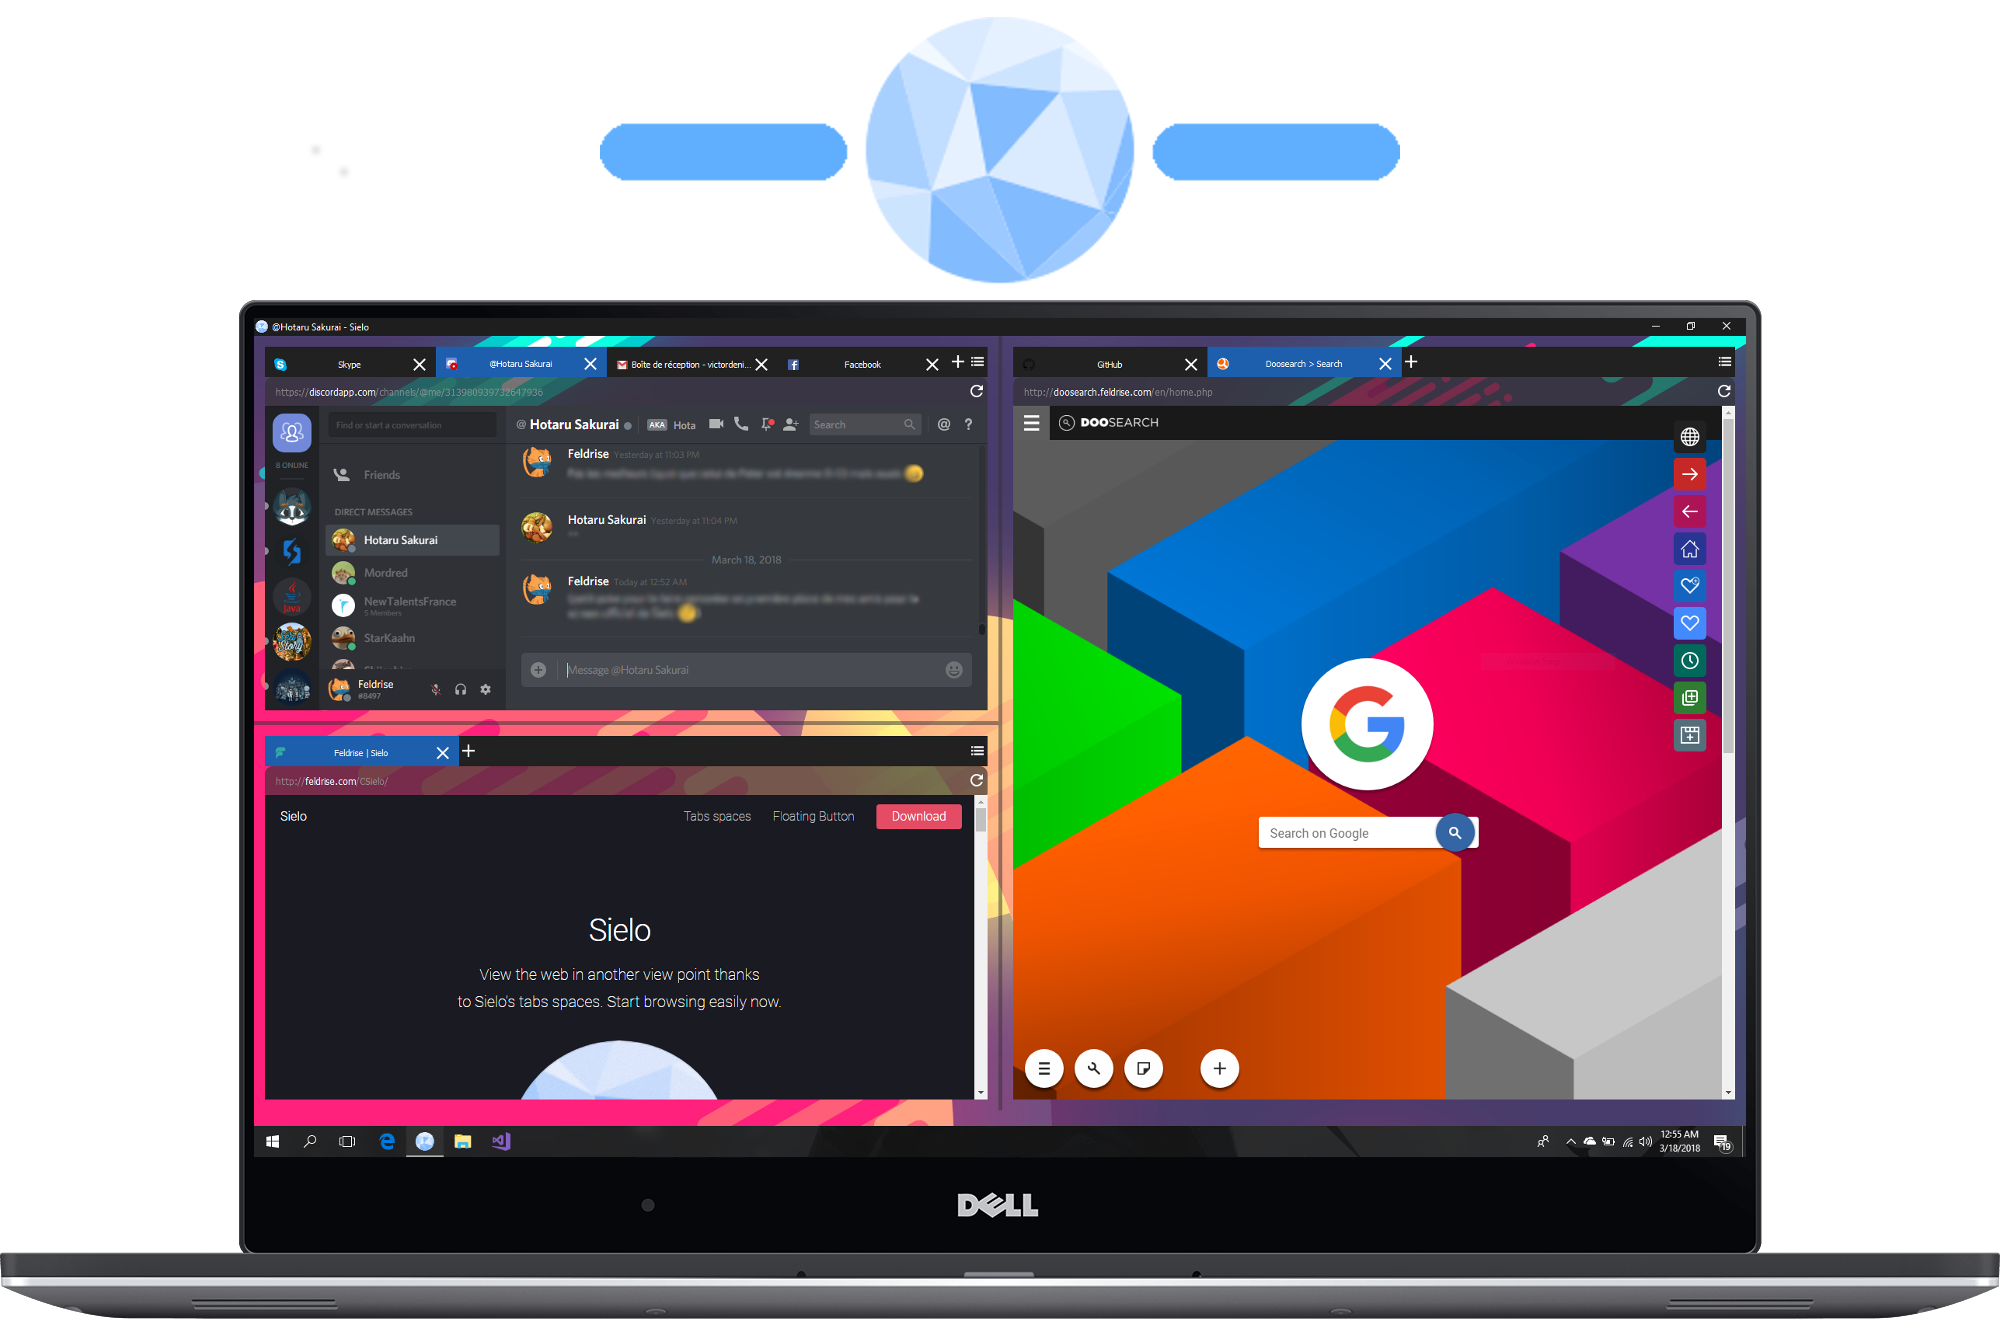 @Hotaru Sakurai - Sielo
Skype
@Hotaru Sakurai
Boîte de réception - victordeni...
Facebook
https://discordapp.com/channels/@me/313980939732647936
Find or start a conversation
@ Hotaru Sakurai
AKA Hota
Search
@ ?
8 ONLINE
Friends
DIRECT MESSAGES
Hotaru Sakurai
Mordred
NewTalentsFrance
5 Members
StarKaahn
java
Story
Feldrise
#8497
Feldrise Yesterday at 11:03 PM
Hotaru Sakurai Yesterday at 11:04 PM
^^
March 18, 2018
Feldrise Today at 12:52 AM
Message @Hotaru Sakurai
Feldrise | Sielo
http://feldrise.com/CSielo/
Sielo
Tabs spaces
Floating Button
Download
Sielo
View the web in another view point thanks
to Sielo's tabs spaces. Start browsing easily now.
GitHub
Doosearch > Search
http://doosearch.feldrise.com/en/home.php
DOOSEARCH
G
Search on Google
12:55 AM
3/18/2018
19
DELL